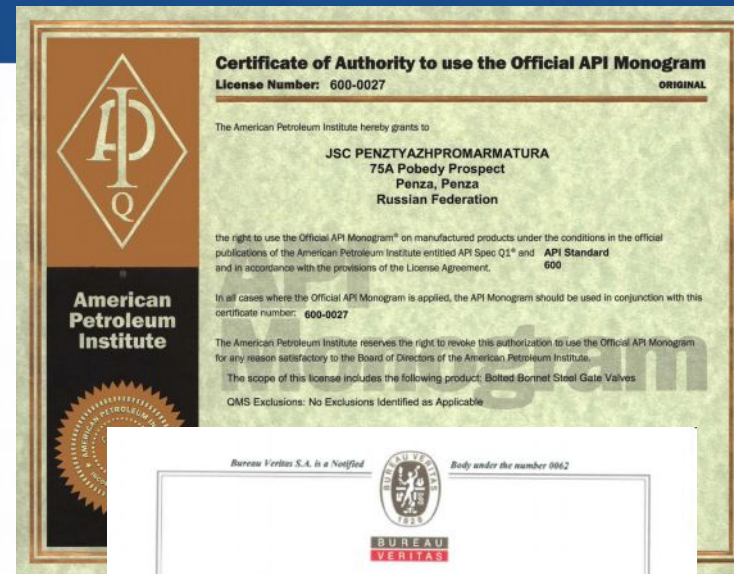 API
Q
American
Petroleum
Institute
AMERICAN PETROLEUM
Certificate of Authority to use the Official API Monogram
License Number: 600-0027
ORIGINAL
The American Petroleum Institute hereby grants to
JSC PENZTYAZHPROMARMATURA
75A Pobedy Prospect
Penza, Penza
Russian Federation
the right to use the Official API Monogram® on manufactured products under the conditions in the official
publications of the American Petroleum Institute entitled API Spec Q1® and API Standard
and in accordance with the provisions of the License Agreement. 600
In all cases where the Official API Monogram is applied, the API Monogram should be used in conjunction with this
certificate number: 600-0027
The American Petroleum Institute reserves the right to revoke this authorization to use the Official API Monogram
for any reason satisfactory to the Board of Directors of the American Petroleum Institute.
The scope of this license includes the following product: Bolted Bonnet Steel Gate Valves
QMS Exclusions: No Exclusions Identified as Applicable
API
Monogram
Bureau Veritas S.A. is a Notified
Body under the number 0062
BUREAU VERITAS
1828
BUREAU
VERITAS